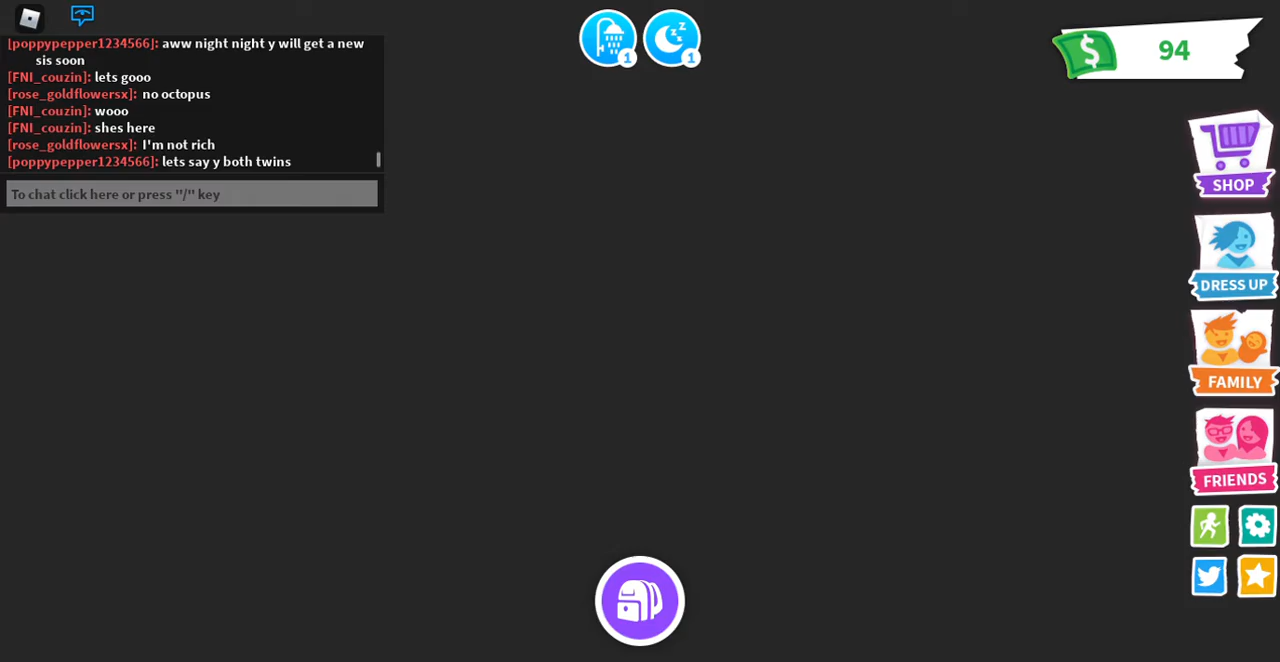 [poppypepper1234566]: aww night night y will get a new
sis soon
[FNI_couzin]: lets gooo
[rose_goldflowersx]: no octopus
[FNI_couzin]: wooo
[FNI_couzin]: shes here
[rose_goldflowersx]: I'm not rich
[poppypepper1234566]: lets say y both twins
To chat click here or press "/" key
1
z z z
1
$
94
SHOP
DRESS UP
FAMILY
FRIENDS